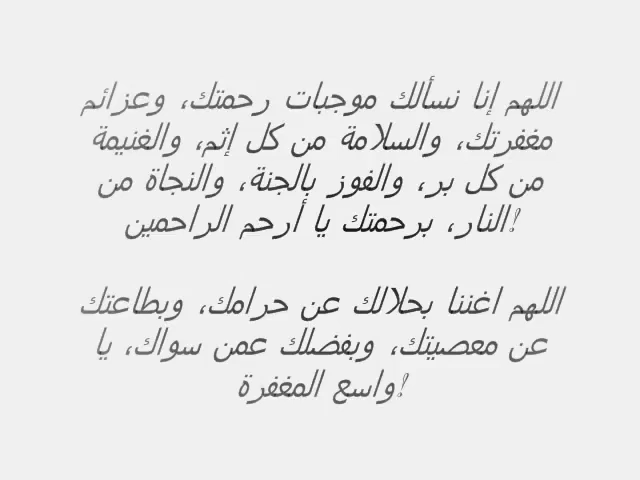 اللهم إنا نسألك موجبات رحمتك، وعزائم
مغفرتك، والسلامة من كل إثم، والغنيمة
من كل بر، والفوز بالجنة، والنجاة من
النار، برحمتك يا أرحم الراحمين!
اللهم اغننا بحلالك عن حرامك، وبطاعتك
عن معصيتك، وبفضلك عمن سواك، يا
واسع المغفرة!